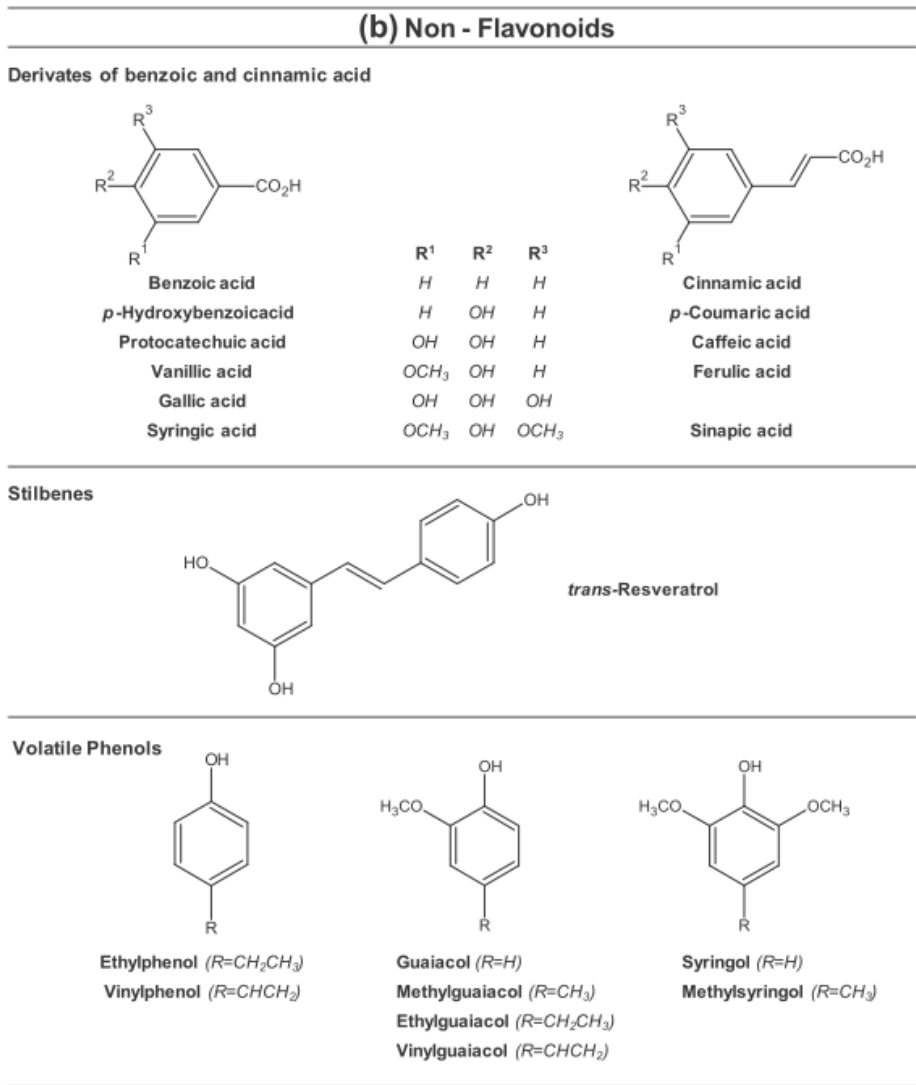 (b) Non - Flavonoids
Derivates of benzoic and cinnamic acid
R³ R³
R² CO₂H R² CO₂H
R¹ R¹ R² R³ R¹
Benzoic acid H H H Cinnamic acid
p-Hydroxybenzoicacid H OH H p-Coumaric acid
Protocatechuic acid OH OH H Caffeic acid
Vanillic acid OCH₃ OH H Ferulic acid
Gallic acid OH OH OH
Syringic acid OCH₃ OH OCH₃ Sinapic acid
Stilbenes
OH
HO
trans-Resveratrol
OH
Volatile Phenols
OH OH OH
H₃CO H₃CO OCH₃
R R R
Ethylphenol (R=CH₂CH₃) Guaiacol (R=H) Syringol (R=H)
Vinylphenol (R=CHCH₂) Methylguaiacol (R=CH₃) Methylsyringol (R=CH₃)
Ethylguaiacol (R=CH₂CH₃)
Vinylguaiacol (R=CHCH₂)